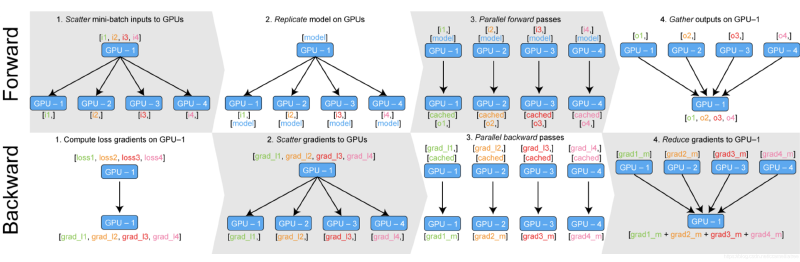 Forward
1. Scatter mini-batch inputs to GPUs
[i1, i2, i3, i4]
GPU – 1
GPU – 1 GPU – 2 GPU – 3 GPU – 4
[i1,] [i2,] [i3,] [i4,]
2. Replicate model on GPUs
[model]
GPU – 1
GPU – 1 GPU – 2 GPU – 3 GPU – 4
[model] [model] [model] [model]
3. Parallel forward passes
[i1,] [i2,] [i3,] [i4,]
[model] [model] [model] [model]
GPU – 1 GPU – 2 GPU – 3 GPU – 4
GPU – 1 GPU – 2 GPU – 3 GPU – 4
[cached] [cached] [cached] [cached]
[o1,] [o2,] [o3,] [o4,]
4. Gather outputs on GPU–1
[o1,] [o2,] [o3,] [o4,]
GPU – 1 GPU – 2 GPU – 3 GPU – 4
GPU – 1
[o1, o2, o3, o4]
Backward
1. Compute loss gradients on GPU–1
[loss1, loss2, loss3, loss4]
GPU – 1
GPU – 1
[grad_l1, grad_l2, grad_l3, grad_l4]
2. Scatter gradients to GPUs
[grad_l1, grad_l2, grad_l3, grad_l4]
GPU – 1
GPU – 1 GPU – 2 GPU – 3 GPU – 4
[grad_l1,] [grad_l2,] [grad_l3,] [grad_l4,]
3. Parallel backward passes
[grad_l1,] [grad_l2,] [grad_l3,] [grad_l4,]
[cached] [cached] [cached] [cached]
GPU – 1 GPU – 2 GPU – 3 GPU – 4
GPU – 1 GPU – 2 GPU – 3 GPU – 4
[grad1_m] [grad2_m] [grad3_m] [grad4_m]
4. Reduce gradients to GPU–1
[grad1_m] [grad2_m] [grad3_m] [grad4_m]
GPU – 1 GPU – 2 GPU – 3 GPU – 4
GPU – 1
[grad1_m + grad2_m + grad3_m + grad4_m]